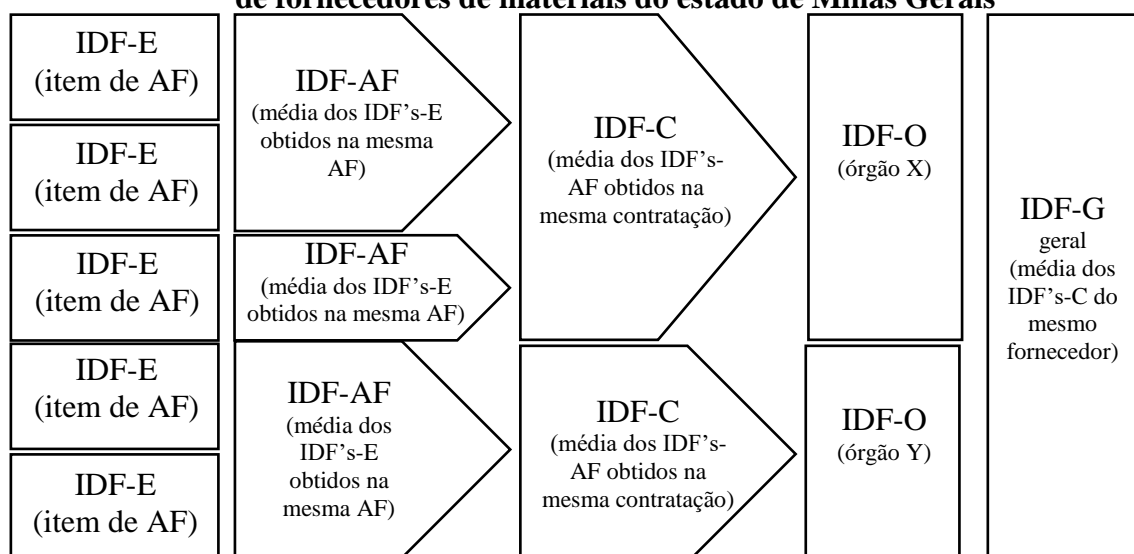 de fornecedores de materiais do estado de Minas Gerais
IDF-E
(item de AF)
IDF-E
(item de AF)
IDF-E
(item de AF)
IDF-E
(item de AF)
IDF-E
(item de AF)
IDF-AF
(média dos IDF’s-E
obtidos na mesma
AF)
IDF-AF
(média dos IDF’s-E
obtidos na mesma AF)
IDF-AF
(média dos
IDF’s-E
obtidos na
mesma AF)
IDF-C
(média dos IDF’s-
AF obtidos na
mesma contratação)
IDF-C
(média dos IDF’s-
AF obtidos na
mesma contratação)
IDF-O
(órgão X)
IDF-O
(órgão Y)
IDF-G
geral
(média dos
IDF’s-C do
mesmo
fornecedor)